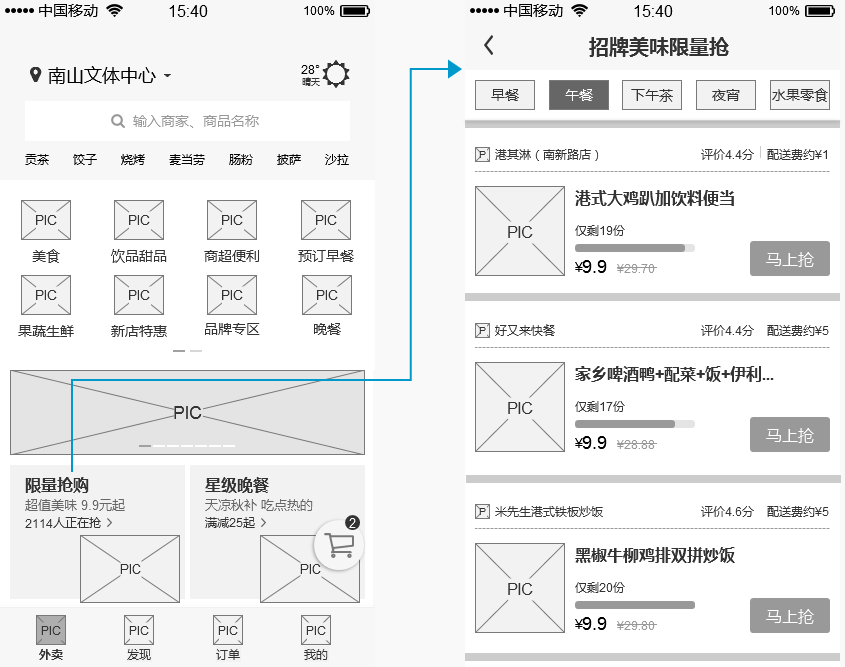 中国移动 15:40 100%
南山文体中心
28°
晴天
输入商家、商品名称
贡茶 饺子 烧烤 麦当劳 肠粉 披萨 沙拉
PIC PIC PIC PIC
美食 饮品甜品 商超便利 预订早餐
PIC PIC PIC PIC
果蔬生鲜 新店特惠 品牌专区 晚餐
PIC
限量抢购
超值美味 9.9元起
2114人正在抢 >
PIC
星级晚餐
天凉秋补 吃点热的
满减25起 >
PIC
2
PIC PIC PIC PIC
外卖 发现 订单 我的
中国移动 15:40 100%
招牌美味限量抢
早餐 午餐 下午茶 夜宵 水果零食
P 港其淋（南新路店） 评价4.4分 配送费约¥1
PIC
港式大鸡趴加饮料便当
仅剩19份
¥9.9 ¥29.70
马上抢
P 好又来快餐 评价4.4分 配送费约¥5
PIC
家乡啤酒鸭+配菜+饭+伊利...
仅剩17份
¥9.9 ¥28.88
马上抢
P 米先生港式铁板炒饭 评价4.6分 配送费约¥5
PIC
黑椒牛柳鸡排双拼炒饭
仅剩20份
¥9.9 ¥29.80
马上抢